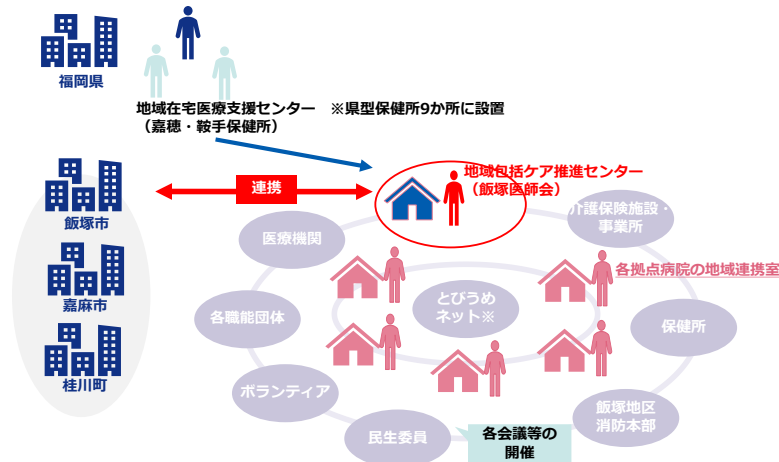 福岡県
地域在宅医療支援センター　※県型保健所9か所に設置
（嘉穂・鞍手保健所）
地域包括ケア推進センター
（飯塚医師会）
連携
飯塚市
嘉麻市
桂川町
介護保険施設・
事業所
医療機関
各拠点病院の地域連携室
とびうめ
ネット※
各職能団体
保健所
ボランティア
飯塚地区
消防本部
民生委員
各会議等の
開催